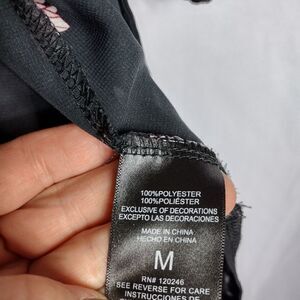 100%POLYESTER
100%POLIÉSTER
EXCLUSIVE OF DECORATIONS
EXCEPTO LAS DECORACIONES
MADE IN CHINA
HECHO EN CHINA
M
RN# 120246
SEE REVERSE FOR CARE
INSTRUCCIONES DE